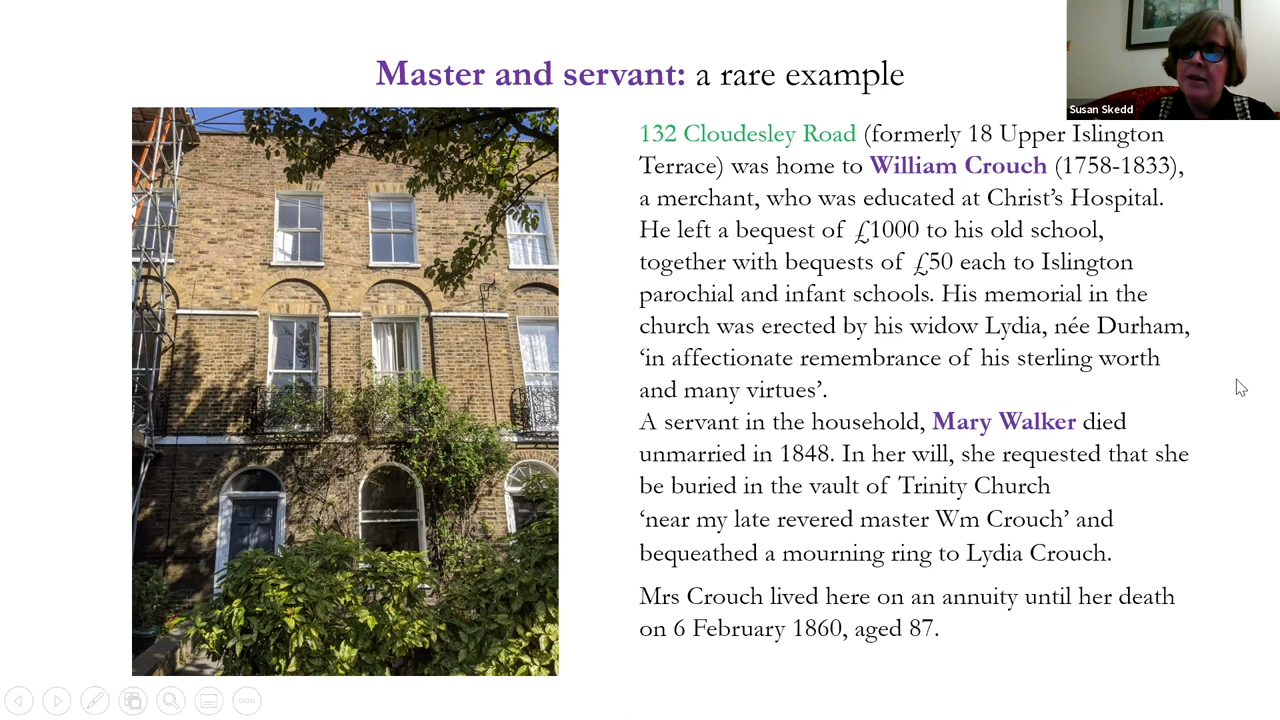 Master and servant: a rare example
Susan Skedd
132 Cloudesley Road (formerly 18 Upper Islington
Terrace) was home to William Crouch (1758-1833),
a merchant, who was educated at Christ’s Hospital.
He left a bequest of £1000 to his old school,
together with bequests of £50 each to Islington
parochial and infant schools. His memorial in the
church was erected by his widow Lydia, née Durham,
‘in affectionate remembrance of his sterling worth
and many virtues’.
A servant in the household, Mary Walker died
unmarried in 1848. In her will, she requested that she
be buried in the vault of Trinity Church
‘near my late revered master Wm Crouch’ and
bequeathed a mourning ring to Lydia Crouch.
Mrs Crouch lived here on an annuity until her death
on 6 February 1860, aged 87.